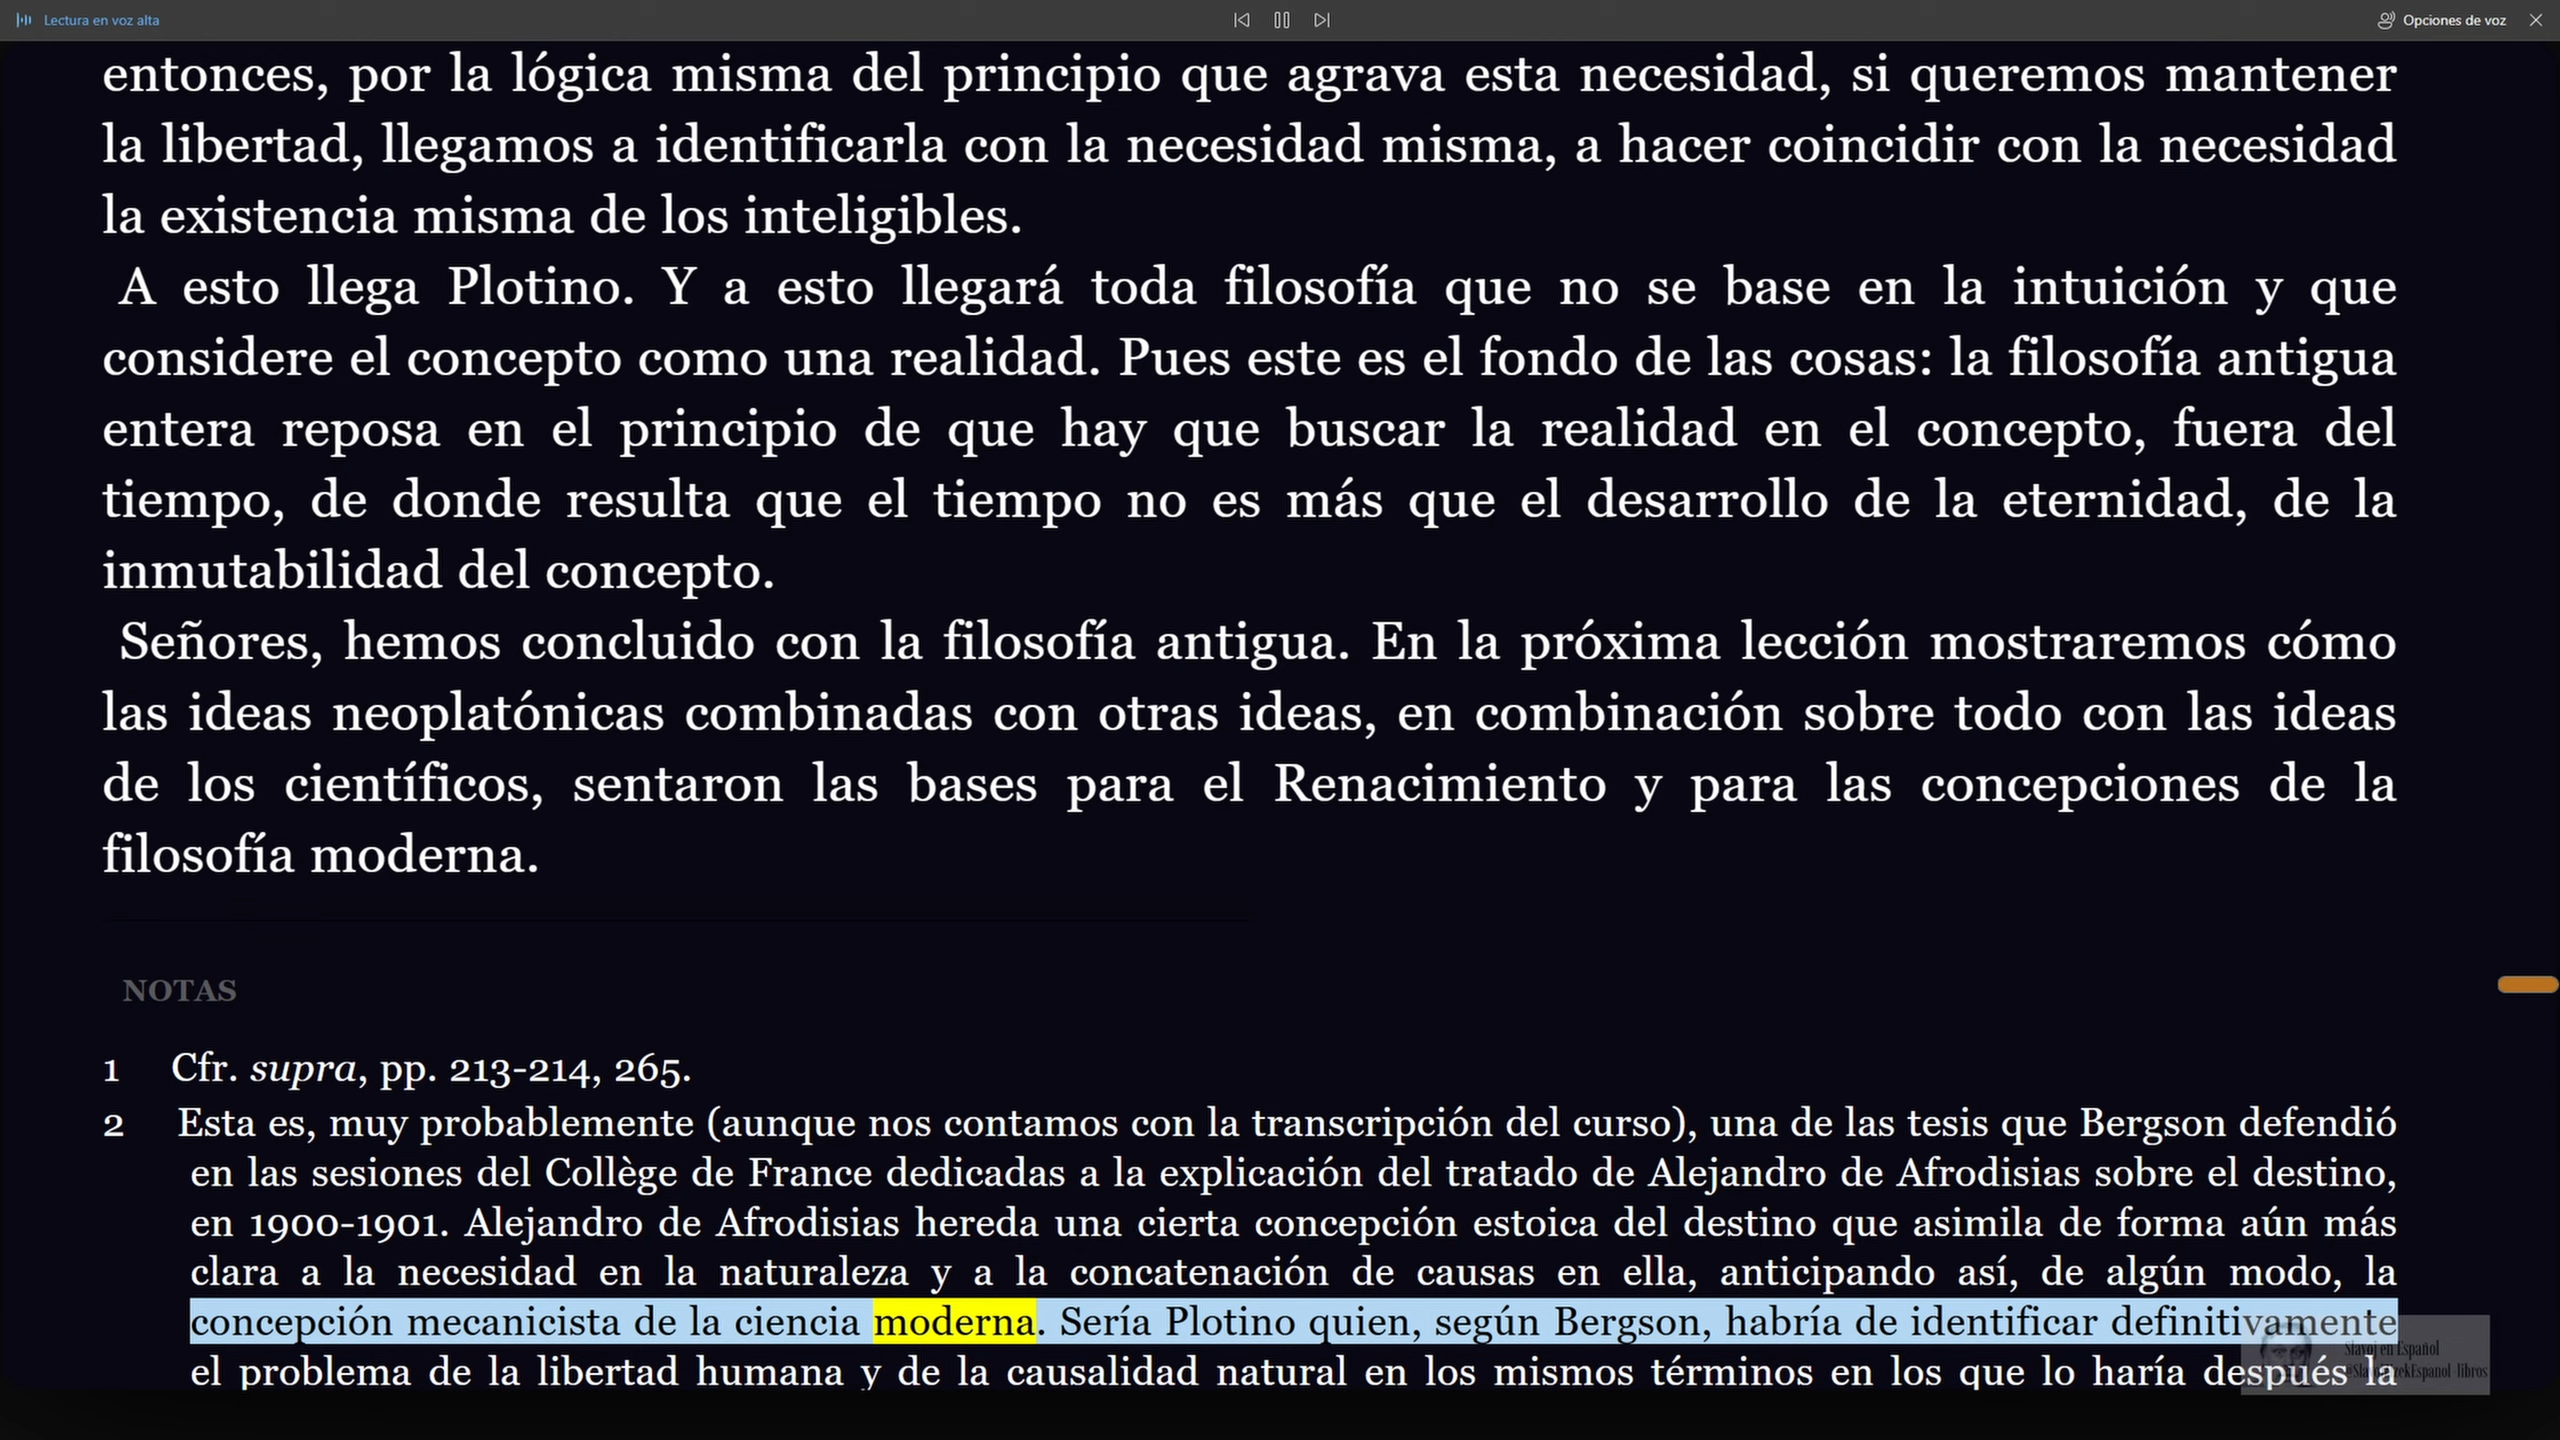 Lectura en voz alta
Opciones de voz
entonces, por la lógica misma del principio que agrava esta necesidad, si queremos mantener
la libertad, llegamos a identificarla con la necesidad misma, a hacer coincidir con la necesidad
la existencia misma de los inteligibles.
A esto llega Plotino. Y a esto llegará toda filosofía que no se base en la intuición y que
considere el concepto como una realidad. Pues este es el fondo de las cosas: la filosofía antigua
entera reposa en el principio de que hay que buscar la realidad en el concepto, fuera del
tiempo, de donde resulta que el tiempo no es más que el desarrollo de la eternidad, de la
inmutabilidad del concepto.
Señores, hemos concluido con la filosofía antigua. En la próxima lección mostraremos cómo
las ideas neoplatónicas combinadas con otras ideas, en combinación sobre todo con las ideas
de los científicos, sentaron las bases para el Renacimiento y para las concepciones de la
filosofía moderna.
NOTAS
1 Cfr. supra, pp. 213-214, 265.
2 Esta es, muy probablemente (aunque nos contamos con la transcripción del curso), una de las tesis que Bergson defendió
en las sesiones del Collège de France dedicadas a la explicación del tratado de Alejandro de Afrodisias sobre el destino,
en 1900-1901. Alejandro de Afrodisias hereda una cierta concepción estoica del destino que asimila de forma aún más
clara a la necesidad en la naturaleza y a la concatenación de causas en ella, anticipando así, de algún modo, la
concepción mecanicista de la ciencia moderna. Sería Plotino quien, según Bergson, habría de identificar definitivamente
el problema de la libertad humana y de la causalidad natural en los mismos términos en los que lo haría después la
Slavoj en Español